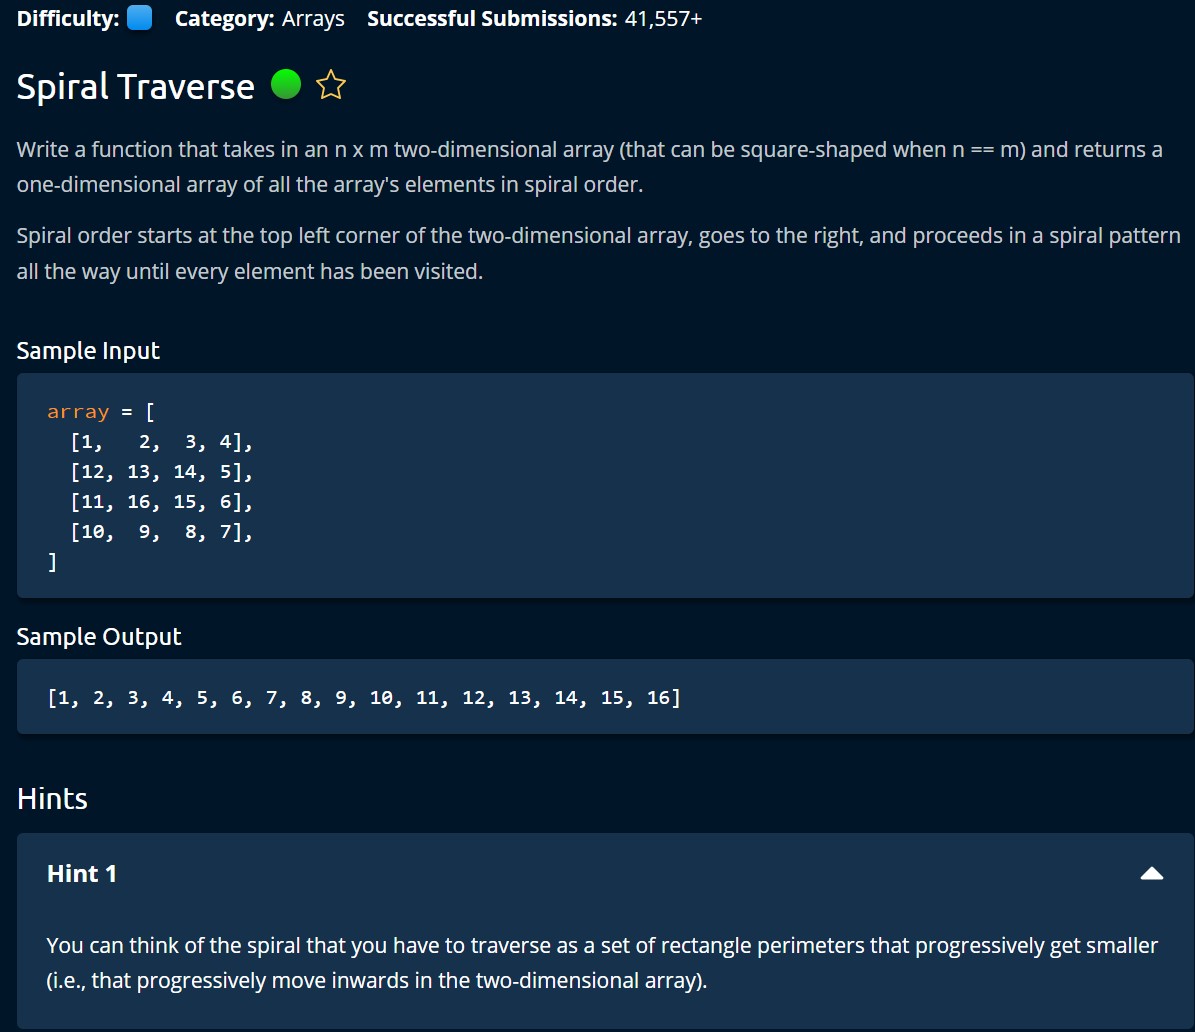 Difficulty: Category: Arrays Successful Submissions: 41,557+
Spiral Traverse
Write a function that takes in an n x m two-dimensional array (that can be square-shaped when n == m) and returns a
one-dimensional array of all the array's elements in spiral order.
Spiral order starts at the top left corner of the two-dimensional array, goes to the right, and proceeds in a spiral pattern
all the way until every element has been visited.
Sample Input
array = [
[1, 2, 3, 4],
[12, 13, 14, 5],
[11, 16, 15, 6],
[10, 9, 8, 7],
]
Sample Output
[1, 2, 3, 4, 5, 6, 7, 8, 9, 10, 11, 12, 13, 14, 15, 16]
Hints
Hint 1
You can think of the spiral that you have to traverse as a set of rectangle perimeters that progressively get smaller
(i.e., that progressively move inwards in the two-dimensional array).